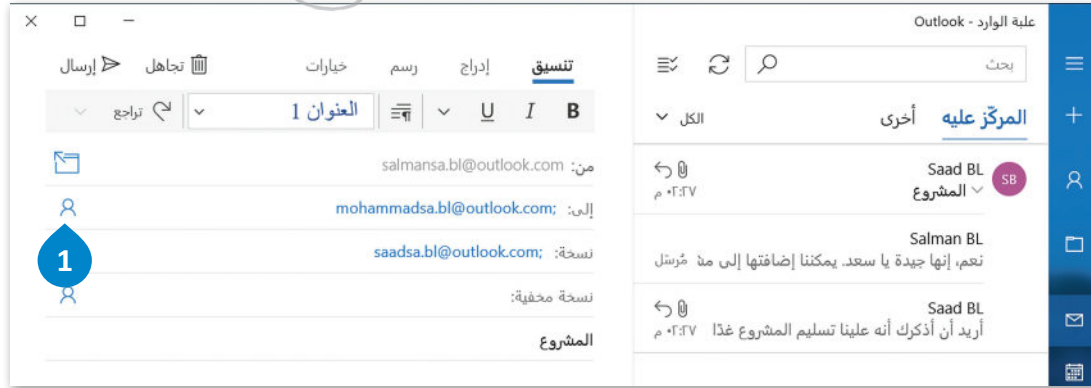 علبة الوارد - Outlook
بحث
المركّز عليه أخرى الكل
Saad BL
SB
المشروع
٠٢:٢٧ م
Salman BL
نعم، إنها جيدة يا سعد. يمكننا إضافتها إلى مد مُرسَل
Saad BL
أريد أن أذكرك أنه علينا تسليم المشروع غدًا ٠٢:٢٧ م
تنسيق إدراج رسم خيارات تجاهل إرسال
B I U العنوان 1 تراجع
من: salmansa.bl@outlook.com
إلى: mohammadsa.bl@outlook.com;
1
نسخة: saadsa.bl@outlook.com;
نسخة مخفية:
المشروع